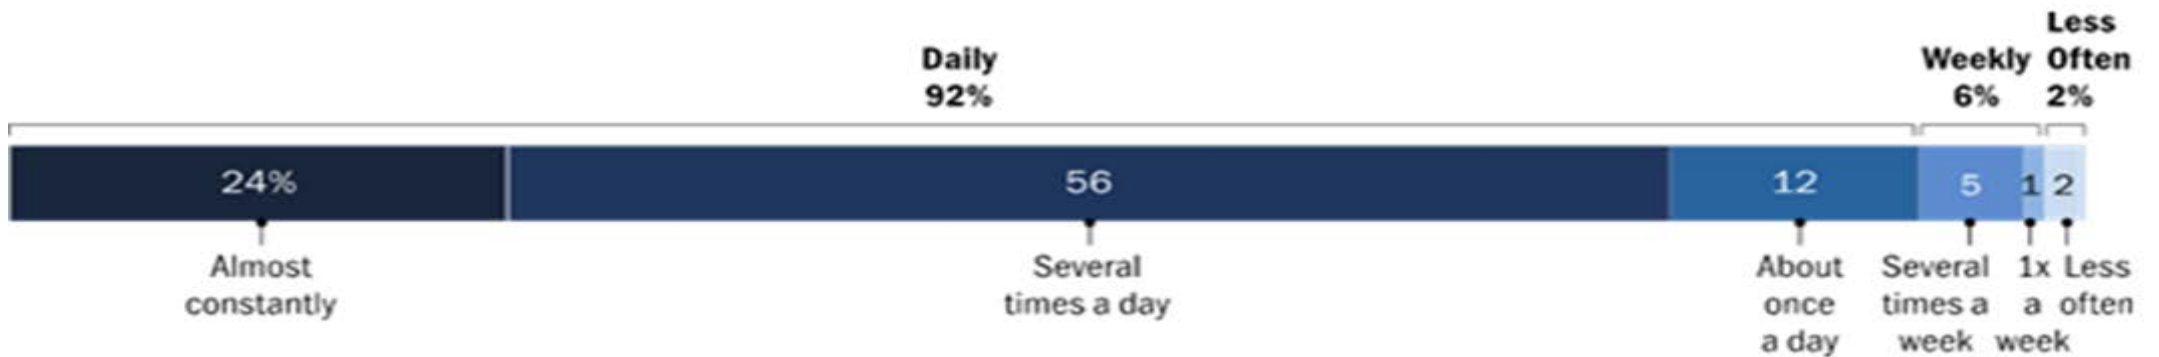 Daily
92%
Weekly
6%
Less
Often
2%
24%
56
12
5
1
2
Almost
constantly
Several
times a day
About
once
a day
Several
times a
week
1x
a
week
Less
often